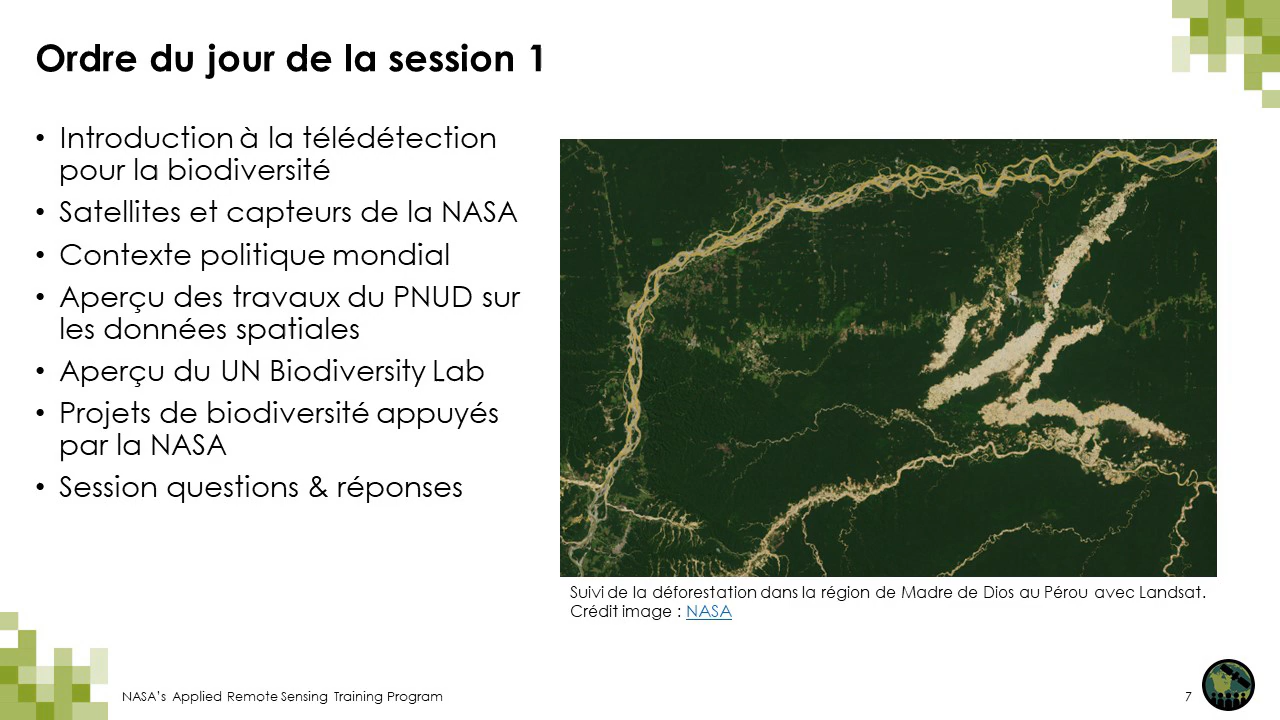 Ordre du jour de la session 1
• Introduction à la télédétection
pour la biodiversité
• Satellites et capteurs de la NASA
• Contexte politique mondial
• Aperçu des travaux du PNUD sur
les données spatiales
• Aperçu du UN Biodiversity Lab
• Projets de biodiversité appuyés
par la NASA
• Session questions & réponses
Suivi de la déforestation dans la région de Madre de Dios au Pérou avec Landsat.
Crédit image : NASA
NASA's Applied Remote Sensing Training Program
7